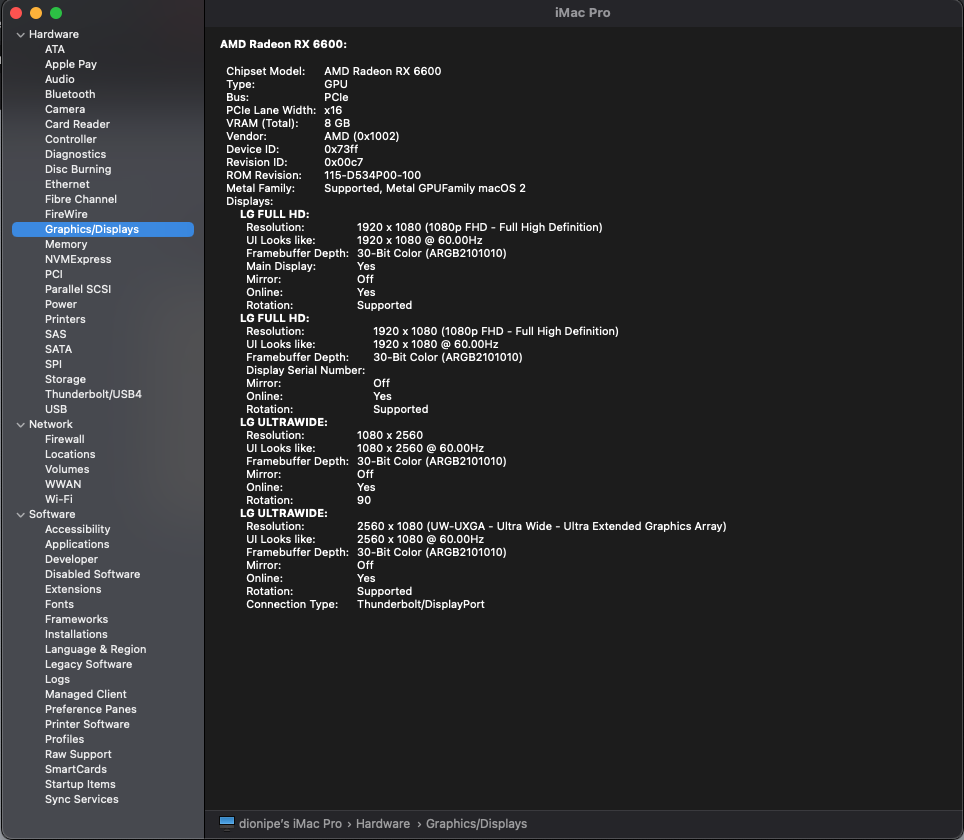 iMac Pro
Hardware
ATA
Apple Pay
Audio
Bluetooth
Camera
Card Reader
Controller
Diagnostics
Disc Burning
Ethernet
Fibre Channel
FireWire
Graphics/Displays
Memory
NVMExpress
PCI
Parallel SCSI
Power
Printers
SAS
SATA
SPI
Storage
Thunderbolt/USB4
USB
Network
Firewall
Locations
Volumes
WWAN
Wi-Fi
Software
Accessibility
Applications
Developer
Disabled Software
Extensions
Fonts
Frameworks
Installations
Language & Region
Legacy Software
Logs
Managed Client
Preference Panes
Printer Software
Profiles
Raw Support
SmartCards
Startup Items
Sync Services
AMD Radeon RX 6600:
Chipset Model: AMD Radeon RX 6600
Type: GPU
Bus: PCIe
PCIe Lane Width: x16
VRAM (Total): 8 GB
Vendor: AMD (0x1002)
Device ID: 0x73ff
Revision ID: 0x00c7
ROM Revision: 115-D534P00-100
Metal Family: Supported, Metal GPUFamily macOS 2
Displays:
LG FULL HD:
Resolution: 1920 x 1080 (1080p FHD - Full High Definition)
UI Looks like: 1920 x 1080 @ 60.00Hz
Framebuffer Depth: 30-Bit Color (ARGB2101010)
Main Display: Yes
Mirror: Off
Online: Yes
Rotation: Supported
LG FULL HD:
Resolution: 1920 x 1080 (1080p FHD - Full High Definition)
UI Looks like: 1920 x 1080 @ 60.00Hz
Framebuffer Depth: 30-Bit Color (ARGB2101010)
Display Serial Number:
Mirror: Off
Online: Yes
Rotation: Supported
LG ULTRAWIDE:
Resolution: 1080 x 2560
UI Looks like: 1080 x 2560 @ 60.00Hz
Framebuffer Depth: 30-Bit Color (ARGB2101010)
Mirror: Off
Online: Yes
Rotation: 90
LG ULTRAWIDE:
Resolution: 2560 x 1080 (UW-UXGA - Ultra Wide - Ultra Extended Graphics Array)
UI Looks like: 2560 x 1080 @ 60.00Hz
Framebuffer Depth: 30-Bit Color (ARGB2101010)
Mirror: Off
Online: Yes
Rotation: Supported
Connection Type: Thunderbolt/DisplayPort
dionipe's iMac Pro › Hardware › Graphics/Displays